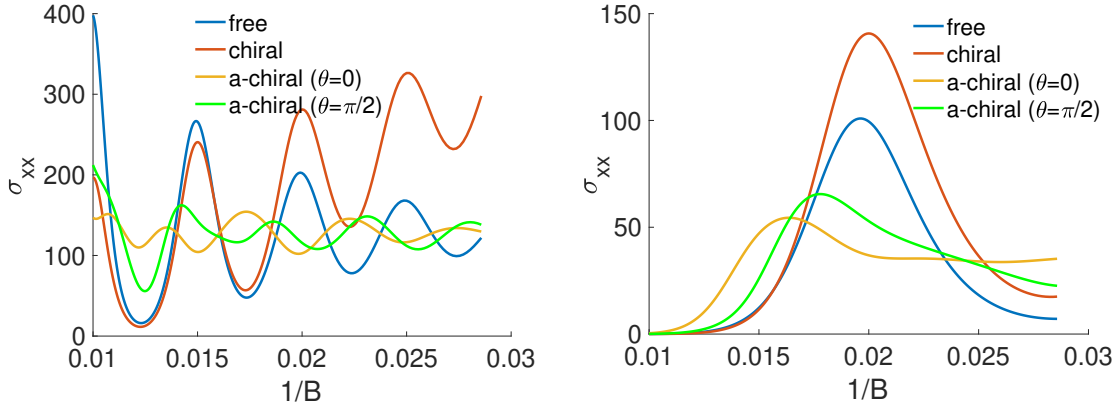 400
300
200
100
0
σxx
free
chiral
a-chiral (θ=0)
a-chiral (θ=π/2)
0.01 0.015 0.02 0.025 0.03
1/B
150
100
50
0
σxx
free
chiral
a-chiral (θ=0)
a-chiral (θ=π/2)
0.01 0.015 0.02 0.025 0.03
1/B